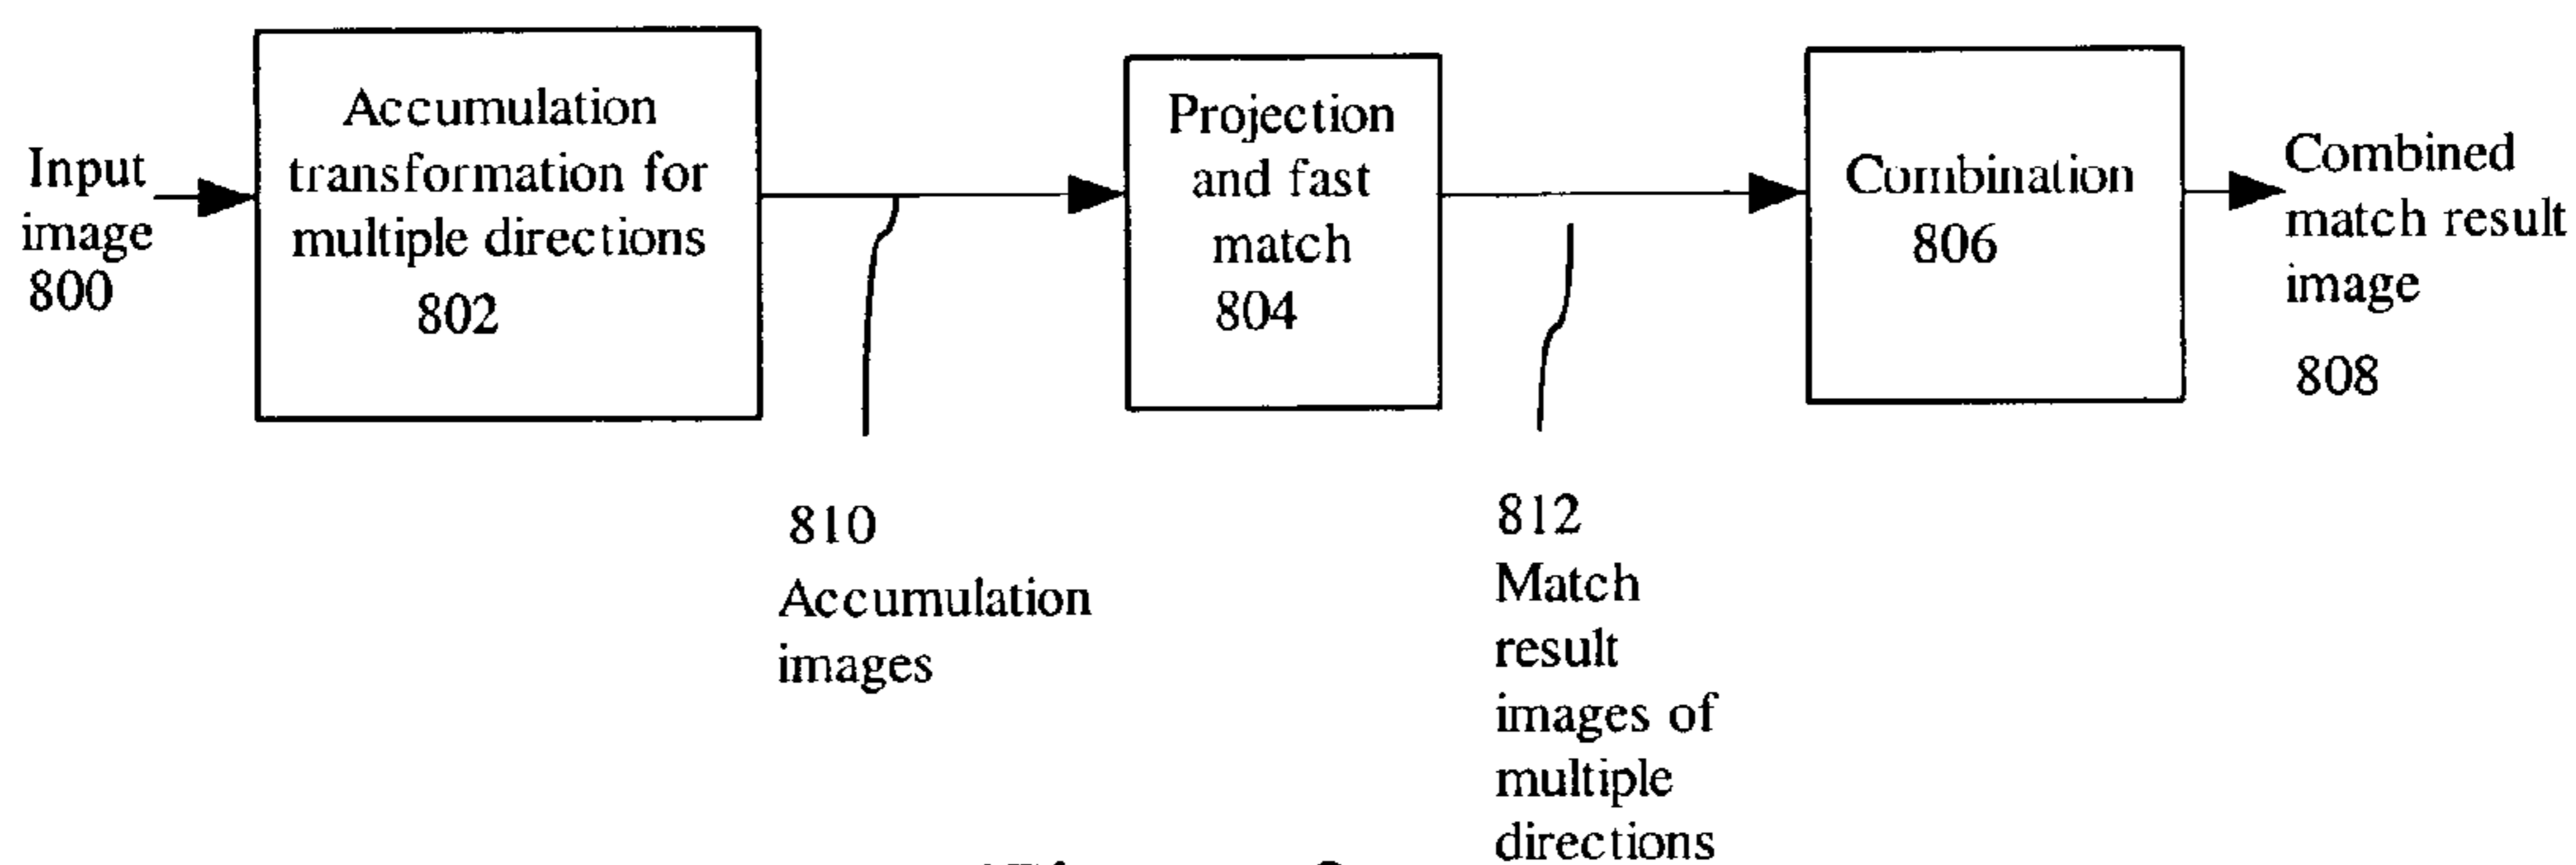 Input
image
800
Accumulation
transformation for
multiple directions
802
Projection
and fast
match
804
Combination
806
Combined
match result
image
808
810
Accumulation
images
812
Match
result
images of
multiple
directions